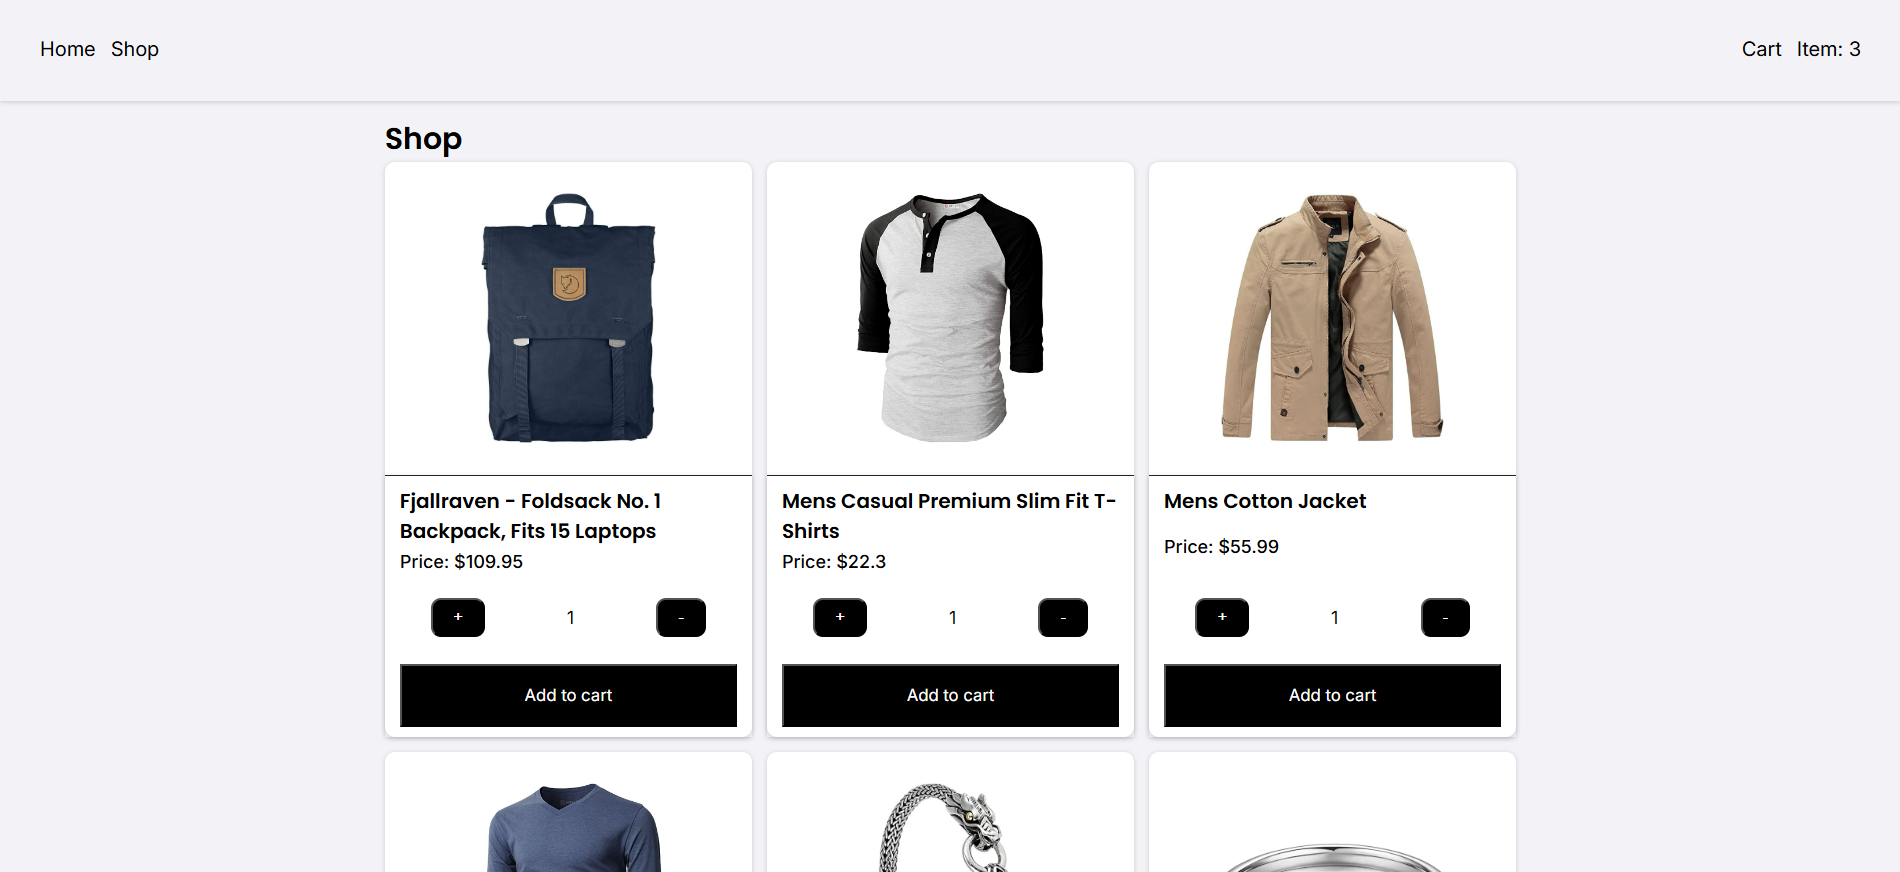 Home Shop Cart Item: 3
Shop
Fjallraven - Foldsack No. 1
Backpack, Fits 15 Laptops
Price: $109.95
+ 1 -
Add to cart
Mens Casual Premium Slim Fit T-
Shirts
Price: $22.3
+ 1 -
Add to cart
Mens Cotton Jacket
Price: $55.99
+ 1 -
Add to cart